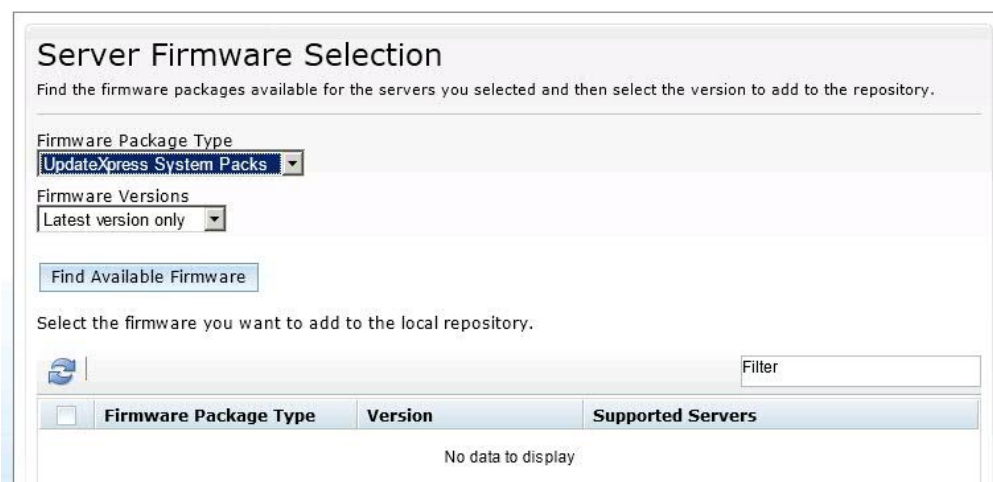 Server Firmware Selection
Find the firmware packages available for the servers you selected and then select the version to add to the repository.
Firmware Package Type
UpdateXpress System Packs
Firmware Versions
Latest version only
Find Available Firmware
Select the firmware you want to add to the local repository.
Filter
Firmware Package Type Version Supported Servers
No data to display